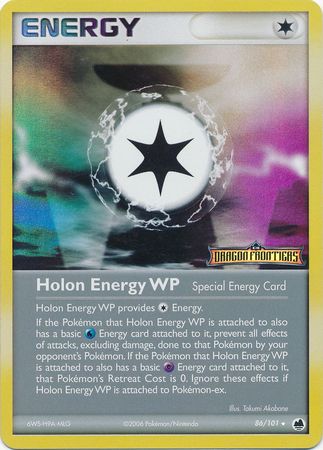 ENERGY
DRAGON FRONTIERS
Holon Energy WP Special Energy Card
Holon Energy WP provides Energy.
If the Pokémon that Holon Energy WP is attached to also
has a basic Energy card attached to it, prevent all effects
of attacks, excluding damage, done to that Pokémon by your
opponent's Pokémon. If the Pokémon that Holon Energy WP
is attached to also has a basic Energy card attached to it,
that Pokémon's Retreat Cost is 0. Ignore these effects if
Holon Energy WP is attached to Pokémon-ex.
Illus. Takumi Akabane
6W5-HPA-MLG ©2006 Pokémon/Nintendo 86/101